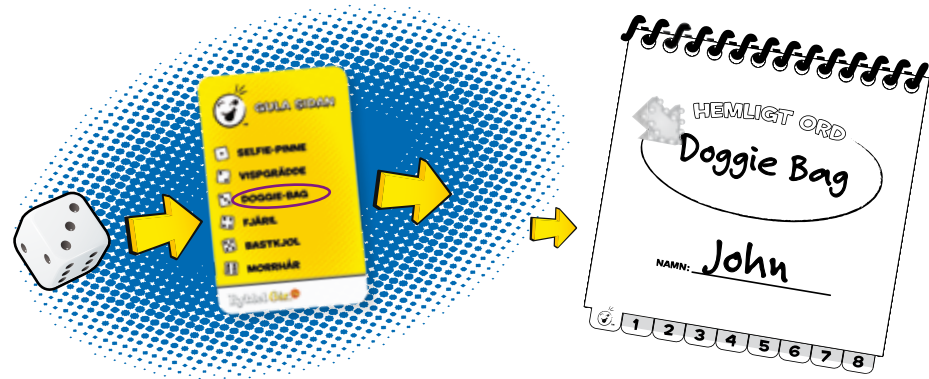 GULA SIDAN
SELFIE-PINNE
VISPGRÄDDE
DOGGIE-BAG
FJÄRIL
BASTKJOL
MORRHÅR
HEMLIGT ORD
Doggie Bag
NAMN: John
1 2 3 4 5 6 7 8